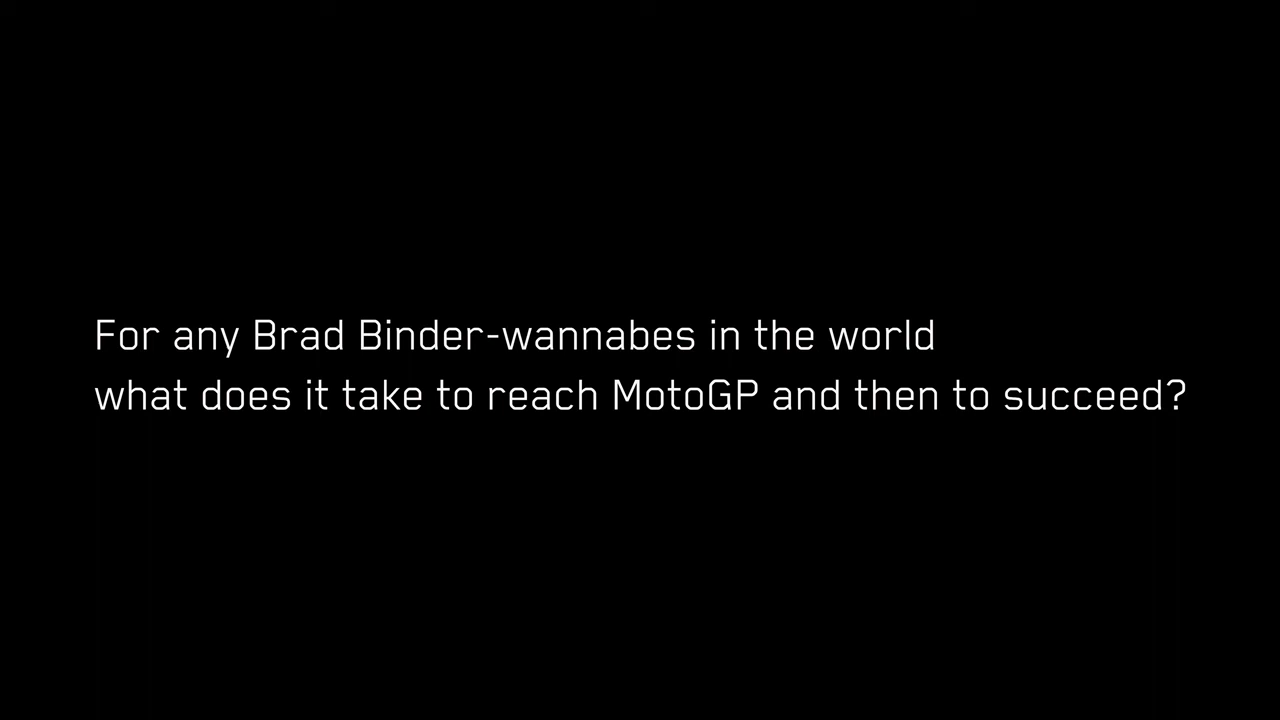 For any Brad Binder-wannabes in the world
what does it take to reach MotoGP and then to succeed?